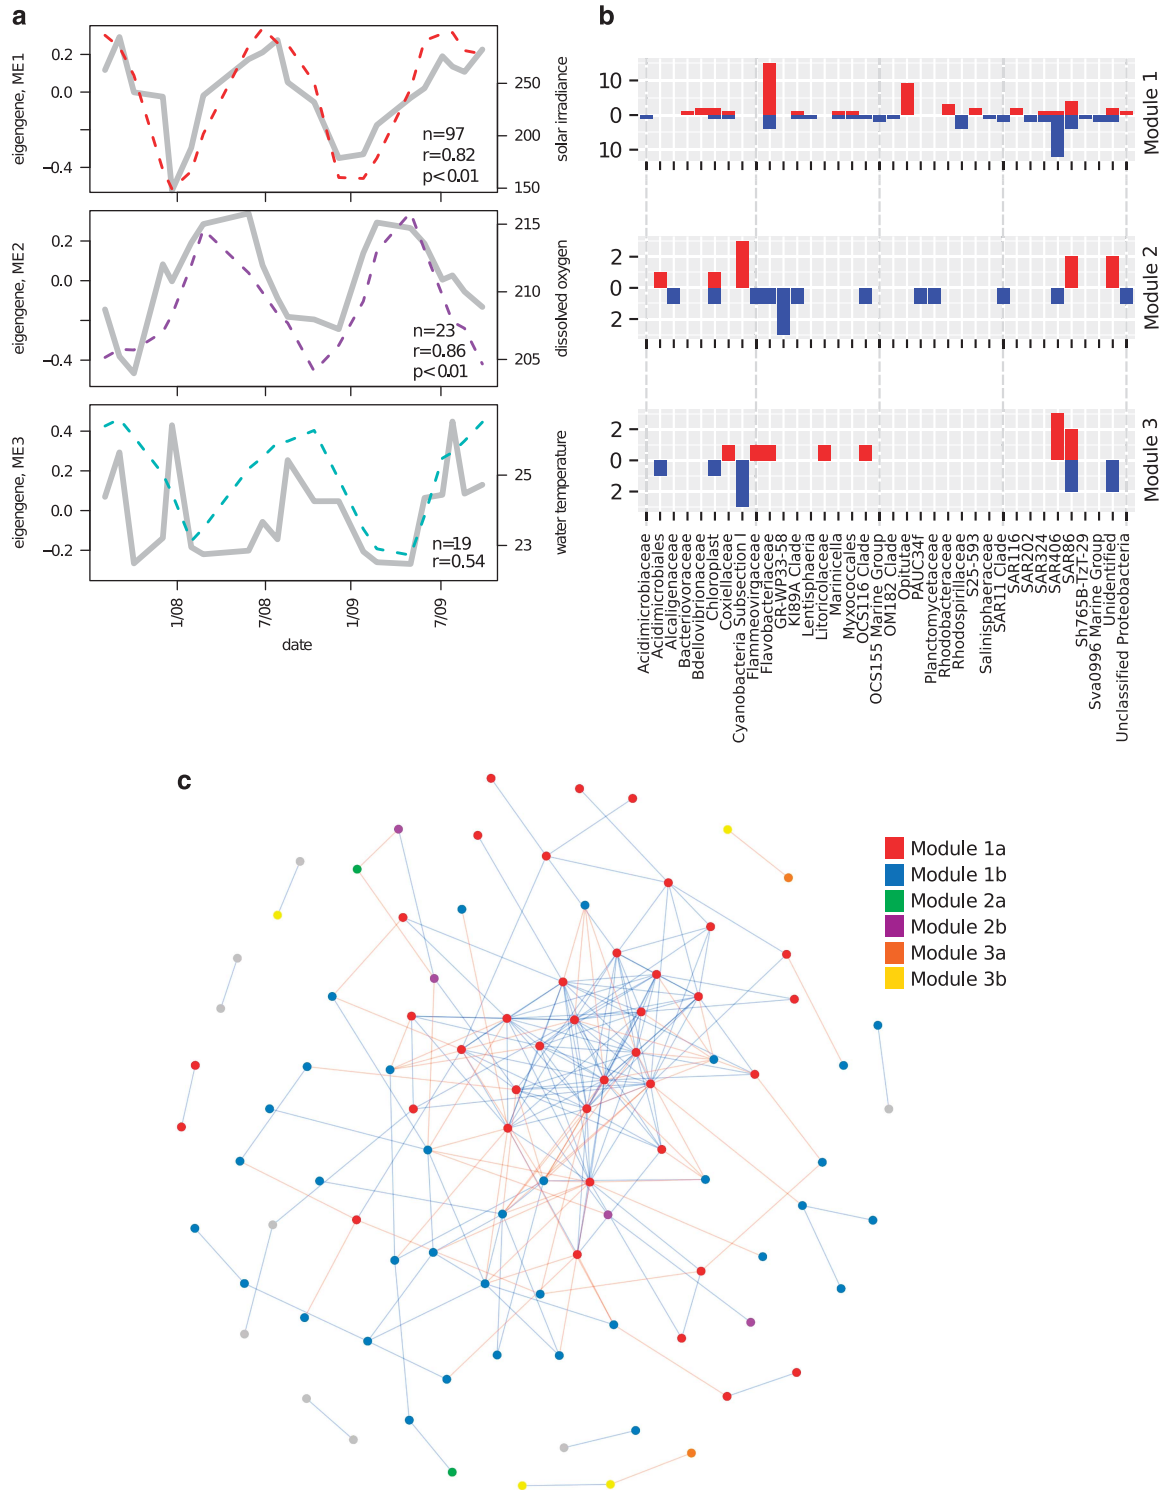 a
eigengene, ME1
0.2
0.0
−0.4
250
200
150
solar irradiance
n=97
r=0.82
p<0.01
eigengene, ME2
0.2
0.0
−0.4
215
210
205
dissolved oxygen
n=23
r=0.86
p<0.01
eigengene, ME3
0.4
0.2
0.0
−0.2
25
23
water temperature
n=19
r=0.54
1/08
7/08
1/09
7/09
date
b
10
0
10
Module 1
2
0
2
Module 2
2
0
2
Module 3
Acidimicrobiaceae
Acidimicrobiales
Alcaligenaceae
Bacteriovoraceae
Bdellovibrionaceae
Chloroplast
Coxiellaceae
Cyanobacteria Subsection I
Flammeovirgaceae
Flavobacteriaceae
GR-WP33-58
KI89A Clade
Lentisphaeria
Litoricolaceae
Marinicella
Myxococcales
OCS116 Clade
OCS155 Marine Group
OM182 Clade
Opitutae
PAUC34f
Planctomycetaceae
Rhodobacteraceae
Rhodospirillaceae
S25-593
Salinisphaeraceae
SAR11 Clade
SAR116
SAR202
SAR324
SAR406
SAR86
Sh765B-TzT-29
Sva0996 Marine Group
Unidentified
Unclassified Proteobacteria
c
Module 1a
Module 1b
Module 2a
Module 2b
Module 3a
Module 3b